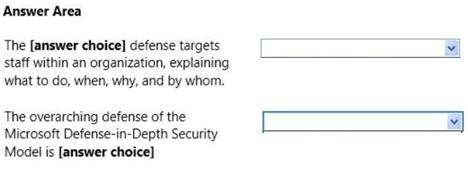 Answer Area
The [answer choice] defense targets
staff within an organization, explaining
what to do, when, why, and by whom.
The overarching defense of the
Microsoft Defense-in-Depth Security
Model is [answer choice]